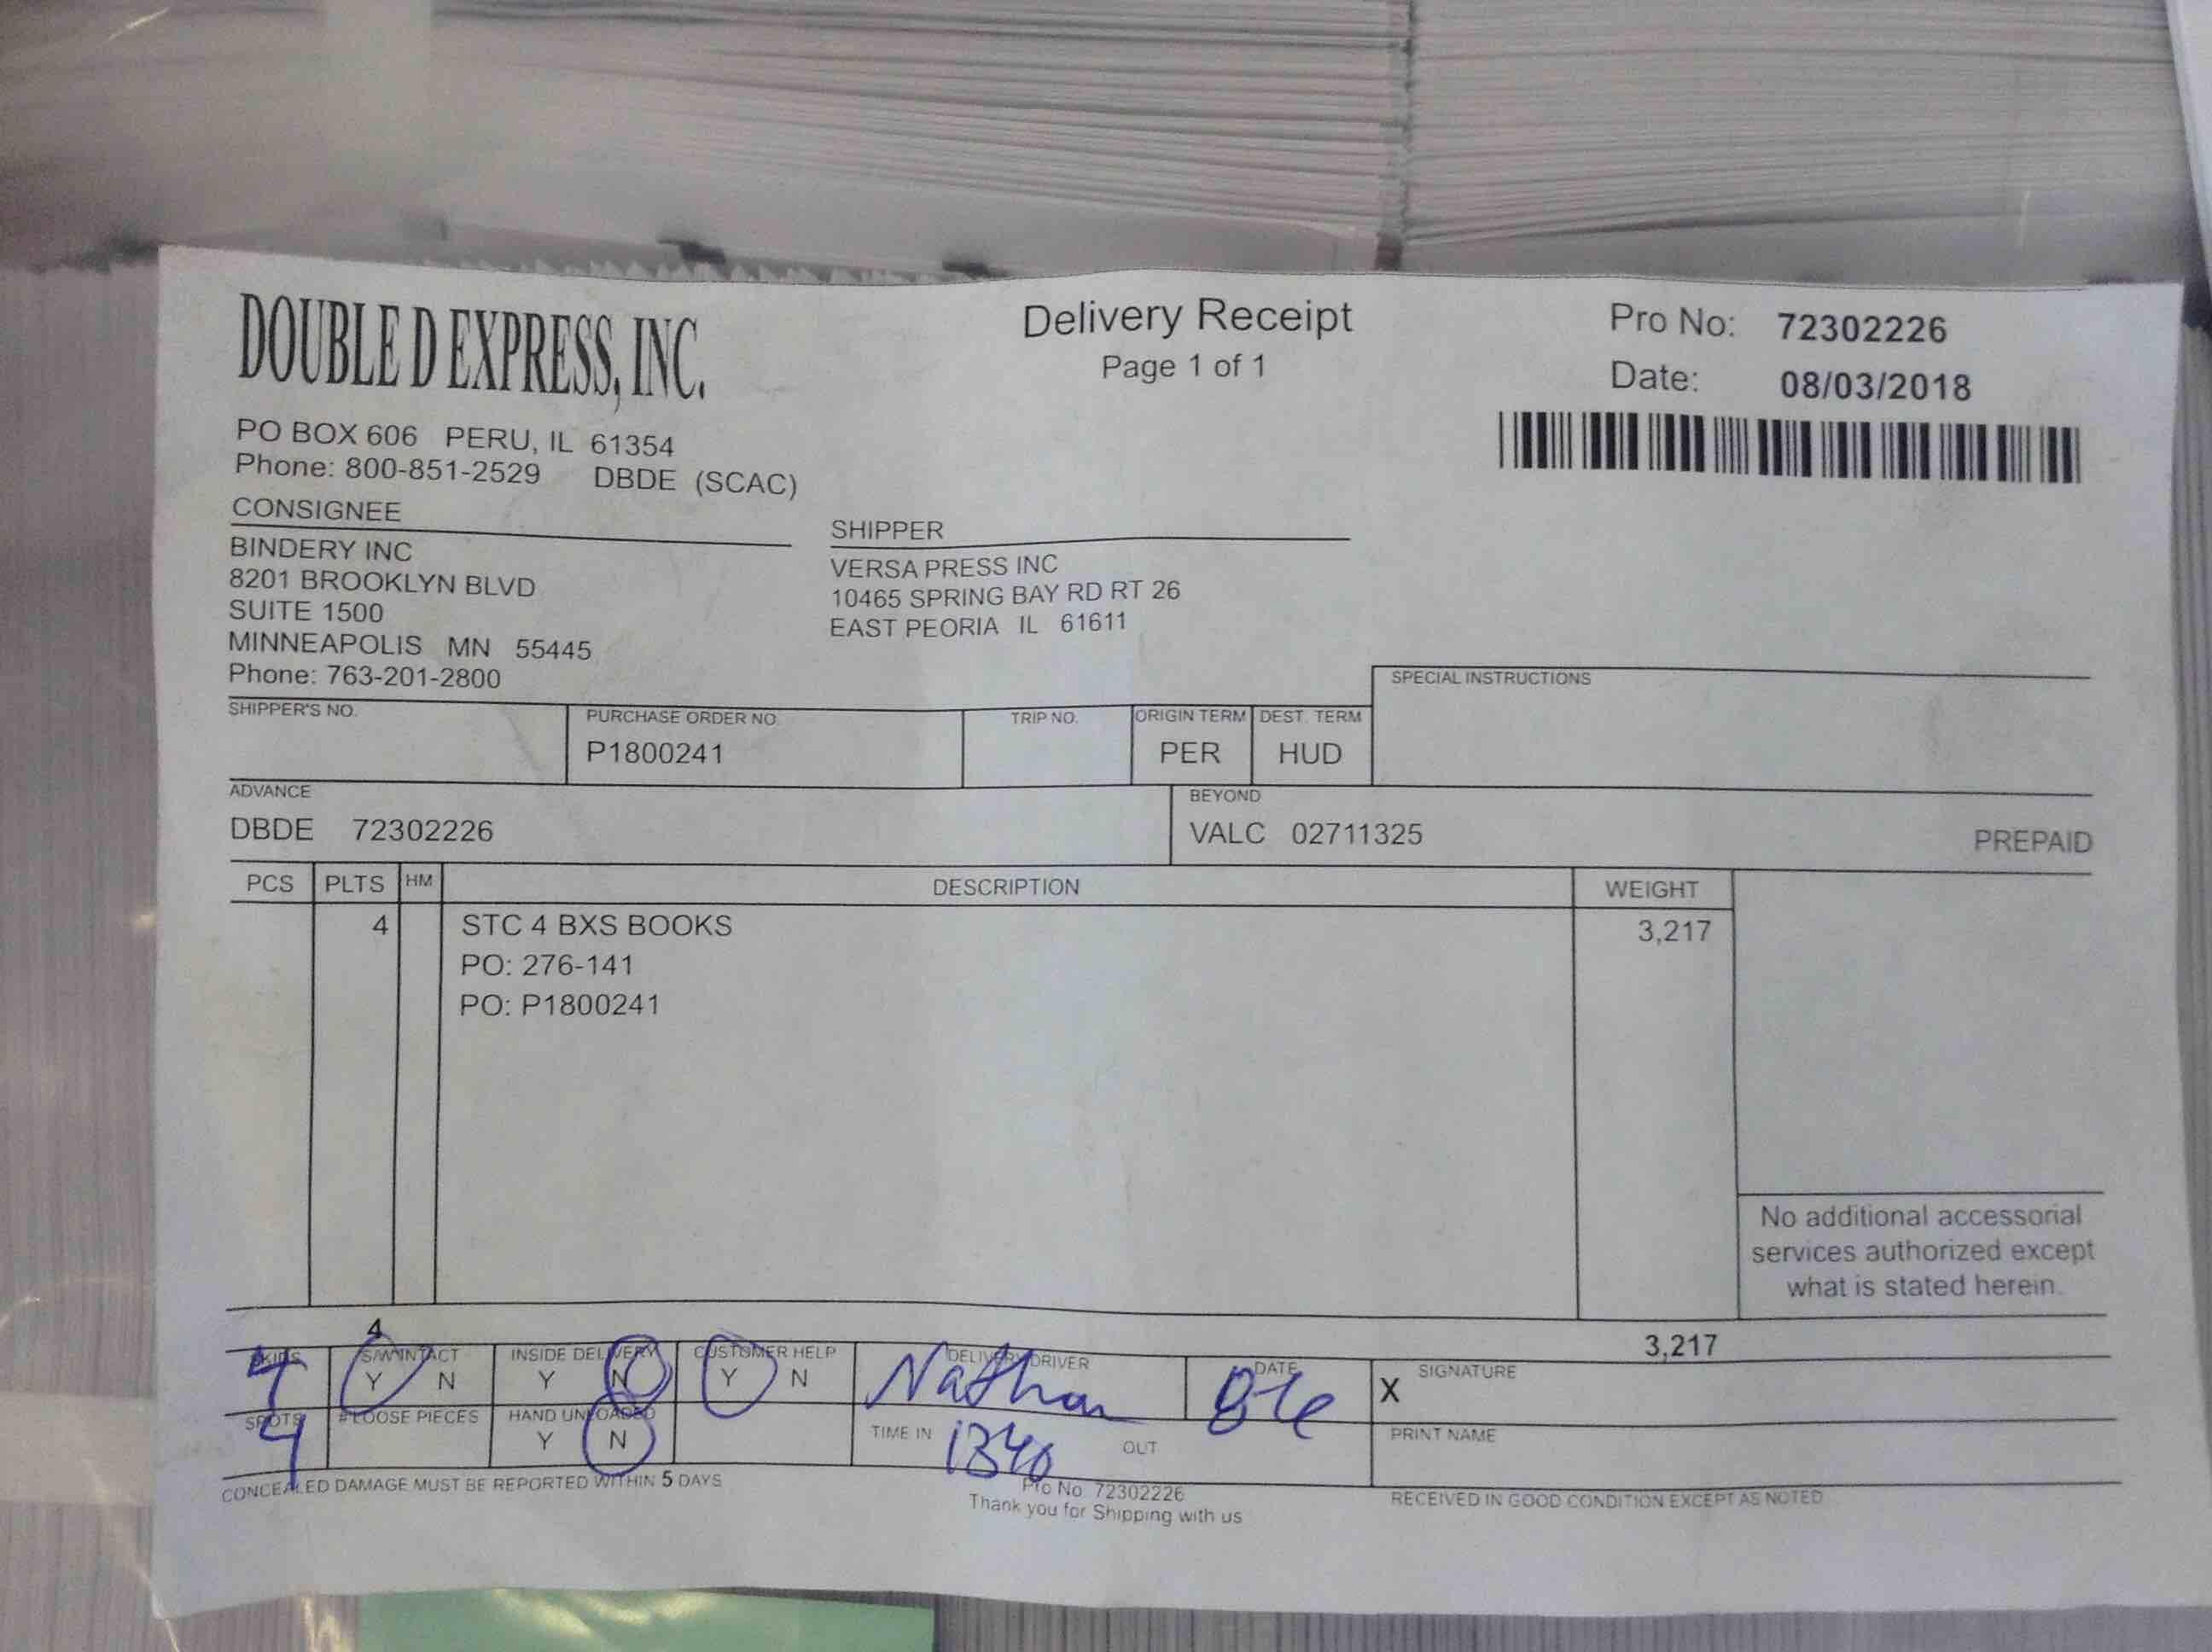 DOUBLE D EXPRESS, INC.
Delivery Receipt
Page 1 of 1
Pro No: 72302226
Date: 08/03/2018
PO BOX 606 PERU, IL 61354
Phone: 800-851-2529 DBDE (SCAC)
CONSIGNEE
BINDERY INC
8201 BROOKLYN BLVD
SUITE 1500
MINNEAPOLIS MN 55445
Phone: 763-201-2800
SHIPPER
VERSA PRESS INC
10465 SPRING BAY RD RT 26
EAST PEORIA IL 61611
SPECIAL INSTRUCTIONS
SHIPPER'S NO. PURCHASE ORDER NO. TRIP NO. ORIGIN TERM DEST. TERM
P1800241 PER HUD
ADVANCE BEYOND
DBDE 72302226 VALC 02711325 PREPAID
PCS PLTS HM DESCRIPTION WEIGHT
4 STC 4 BXS BOOKS 3,217
PO: 276-141
PO: P1800241
No additional accessorial
services authorized except
what is stated herein.
4 3,217
SKIDS S/W INTACT INSIDE DELIVERY CUSTOMER HELP DELIVERY DRIVER DATE SIGNATURE
4 Y N Y N Y N Nathan X
SPOTS # LOOSE PIECES HAND UNLOADED TIME IN OUT PRINT NAME
4 Y N 1340
CONCEALED DAMAGE MUST BE REPORTED WITHIN 5 DAYS
Pro No 72302226
Thank you for Shipping with us
RECEIVED IN GOOD CONDITION EXCEPT AS NOTED